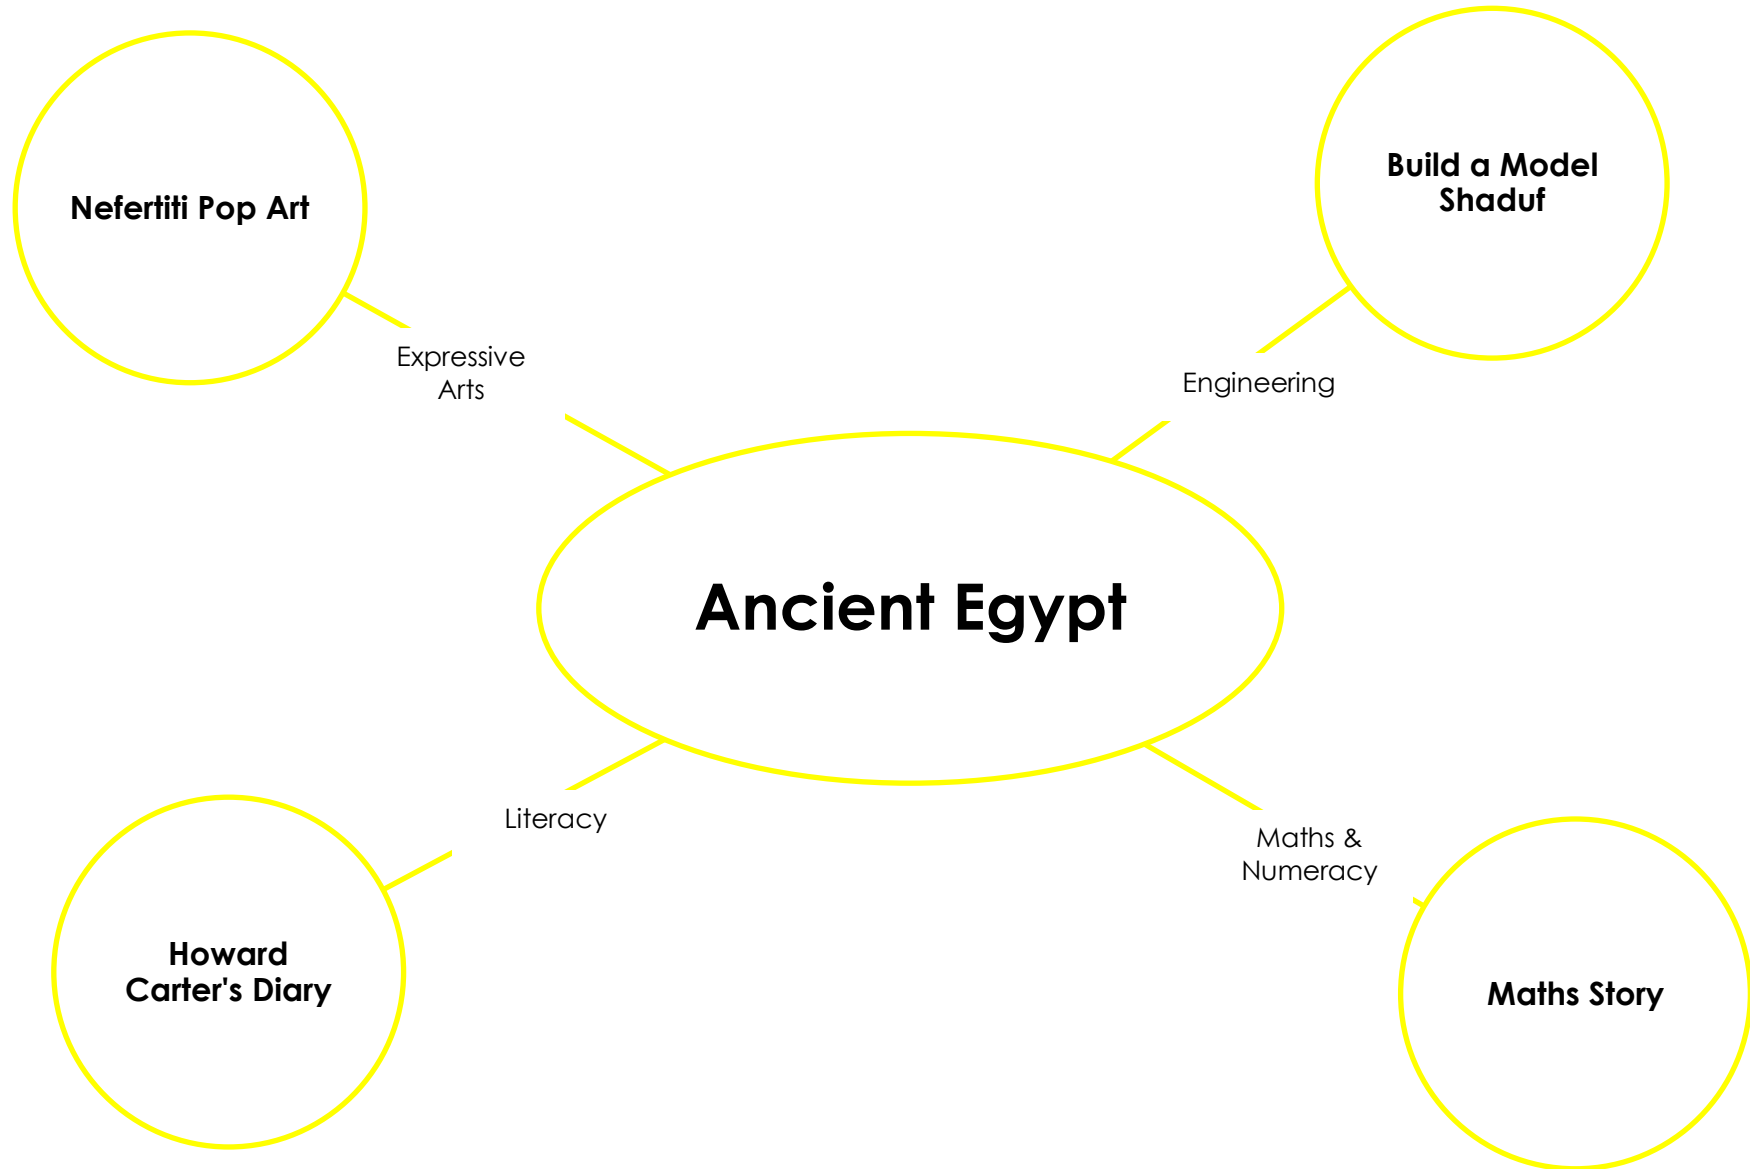 Nefertiti Pop Art
Build a Model
Shaduf
Expressive
Arts
Engineering
Ancient Egypt
Literacy
Maths &
Numeracy
Howard
Carter's Diary
Maths Story